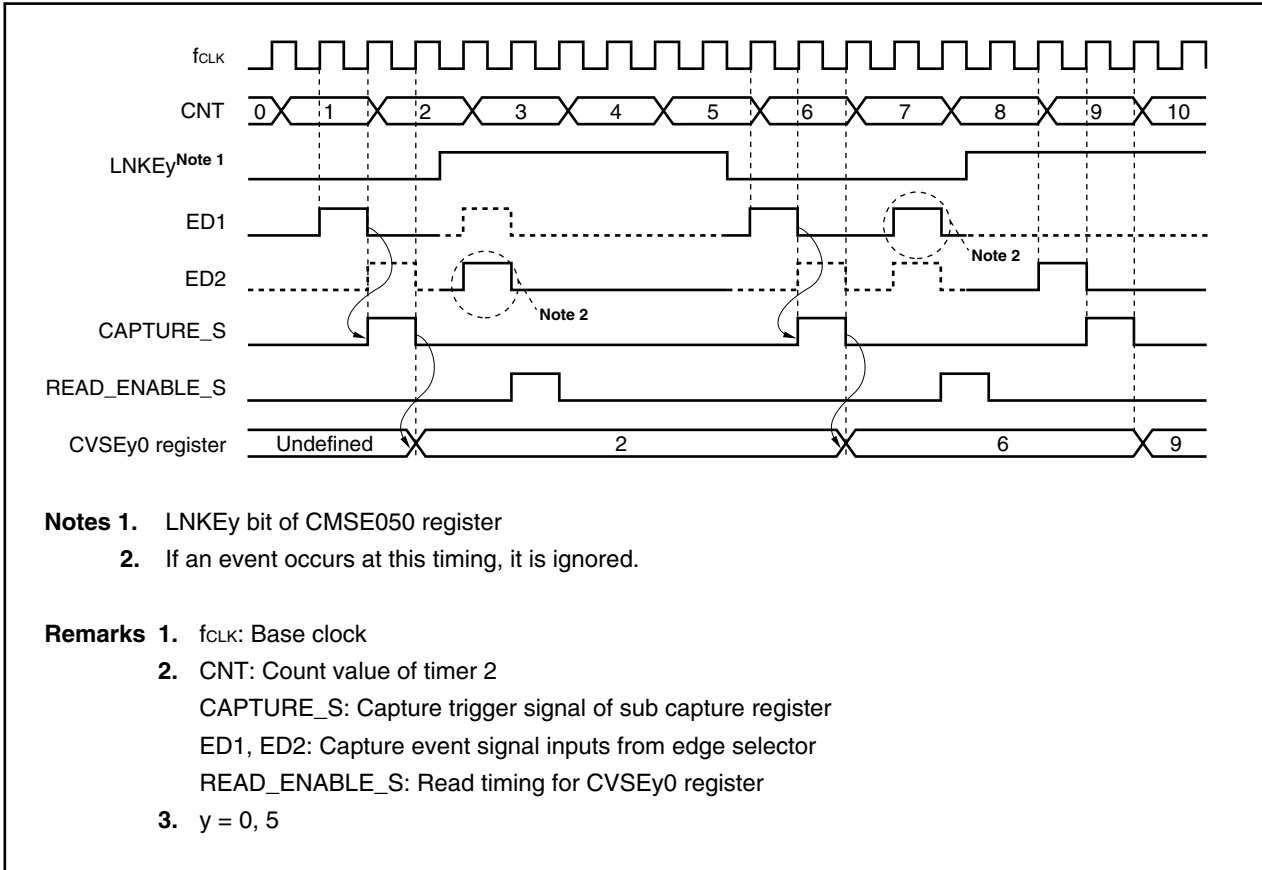 fCLK
CNT 0 1 2 3 4 5 6 7 8 9 10
LNKEyNote 1
ED1
Note 2
ED2
Note 2
CAPTURE_S
READ_ENABLE_S
CVSEy0 register Undefined 2 6 9
Notes 1. LNKEy bit of CMSE050 register
2. If an event occurs at this timing, it is ignored.
Remarks 1. fCLK: Base clock
2. CNT: Count value of timer 2
CAPTURE_S: Capture trigger signal of sub capture register
ED1, ED2: Capture event signal inputs from edge selector
READ_ENABLE_S: Read timing for CVSEy0 register
3. y = 0, 5